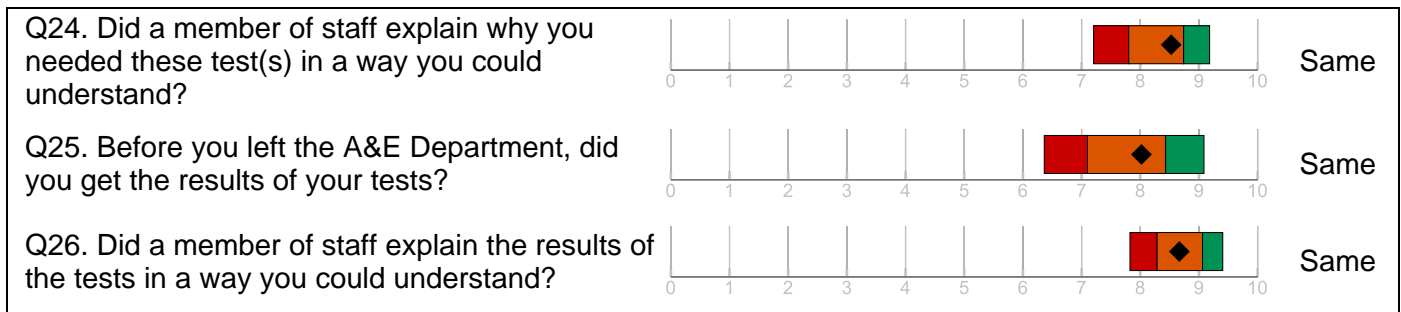 Q24. Did a member of staff explain why you
needed these test(s) in a way you could
understand?
0 1 2 3 4 5 6 7 8 9 10
Same
Q25. Before you left the A&E Department, did
you get the results of your tests?
0 1 2 3 4 5 6 7 8 9 10
Same
Q26. Did a member of staff explain the results of
the tests in a way you could understand?
0 1 2 3 4 5 6 7 8 9 10
Same